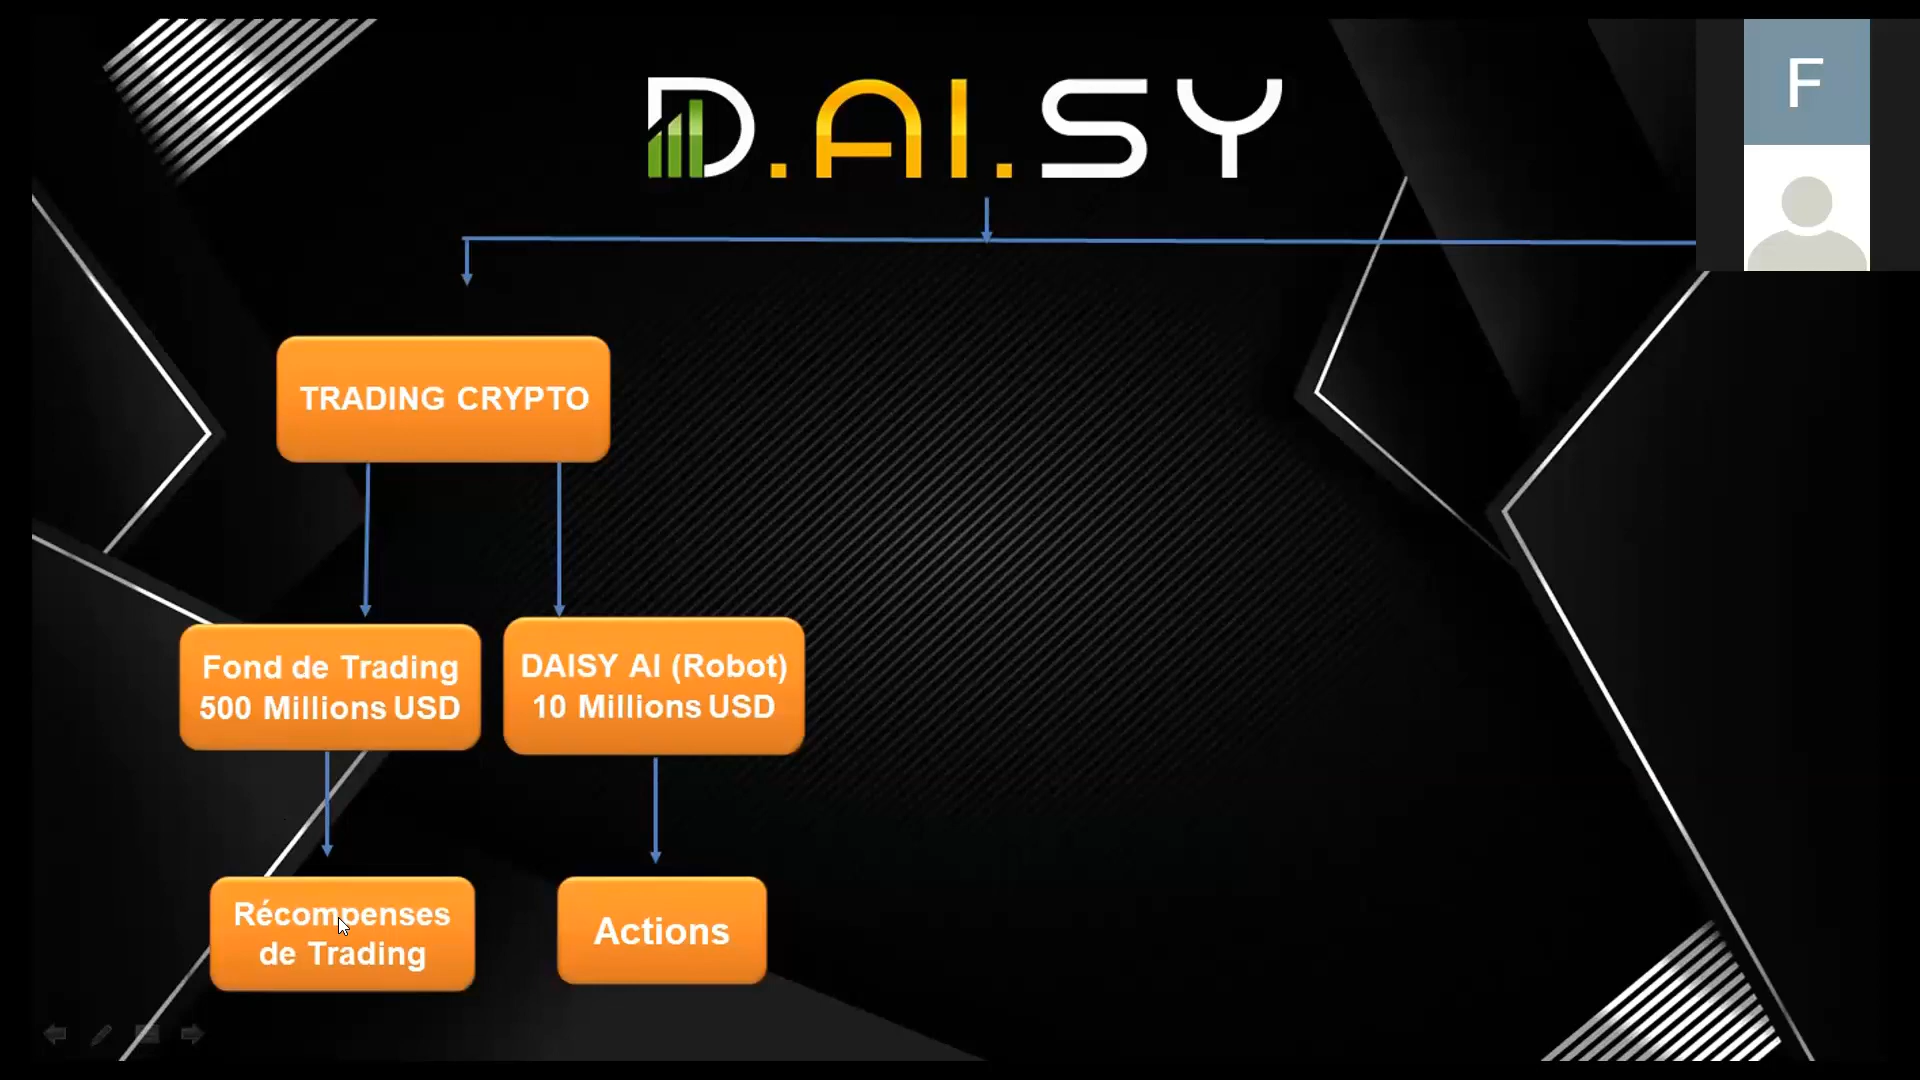 D.AI.SY
F
TRADING CRYPTO
Fond de Trading
500 Millions USD
DAISY AI (Robot)
10 Millions USD
Récompenses
de Trading
Actions